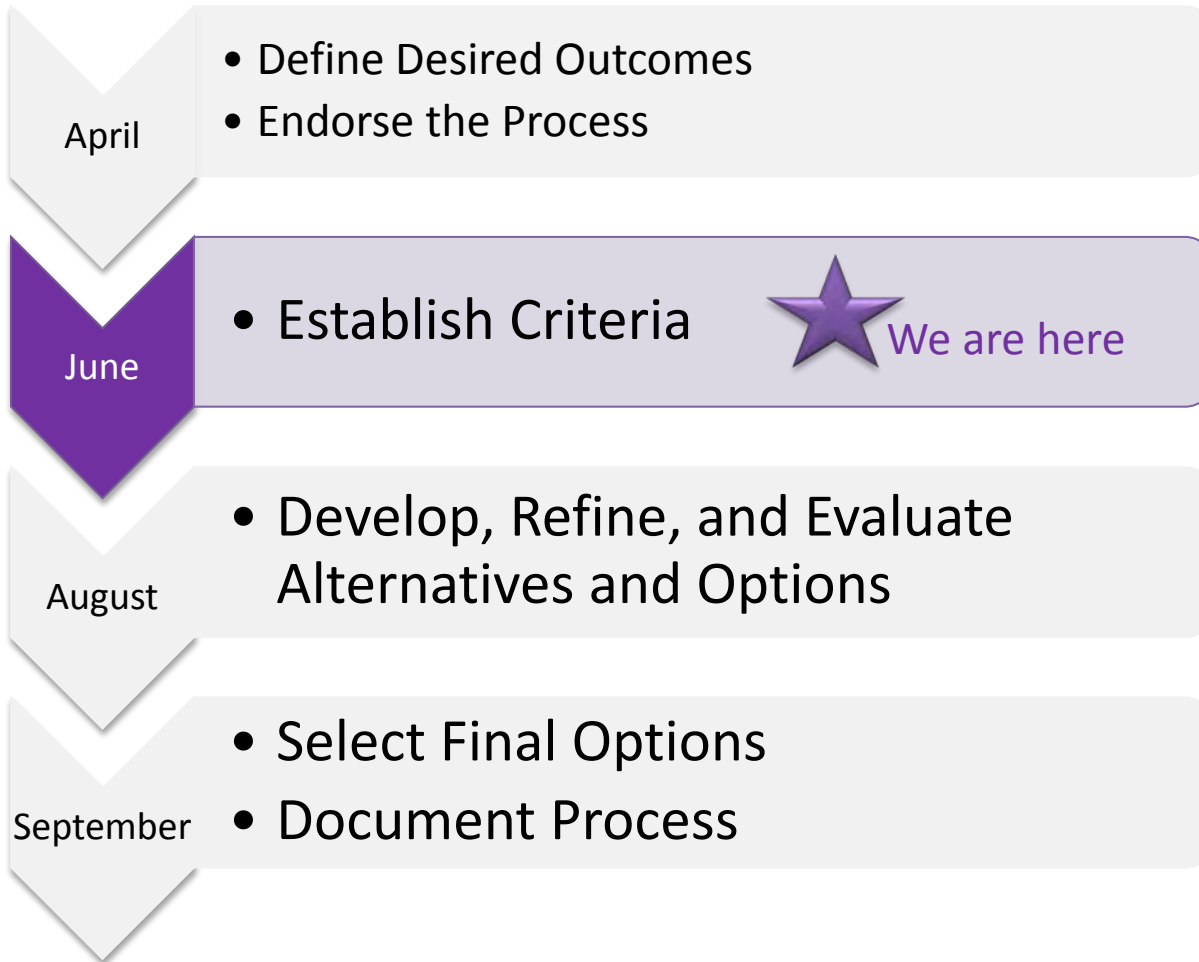 April
• Define Desired Outcomes
• Endorse the Process
June
• Establish Criteria
We are here
August
• Develop, Refine, and Evaluate
Alternatives and Options
September
• Select Final Options
• Document Process